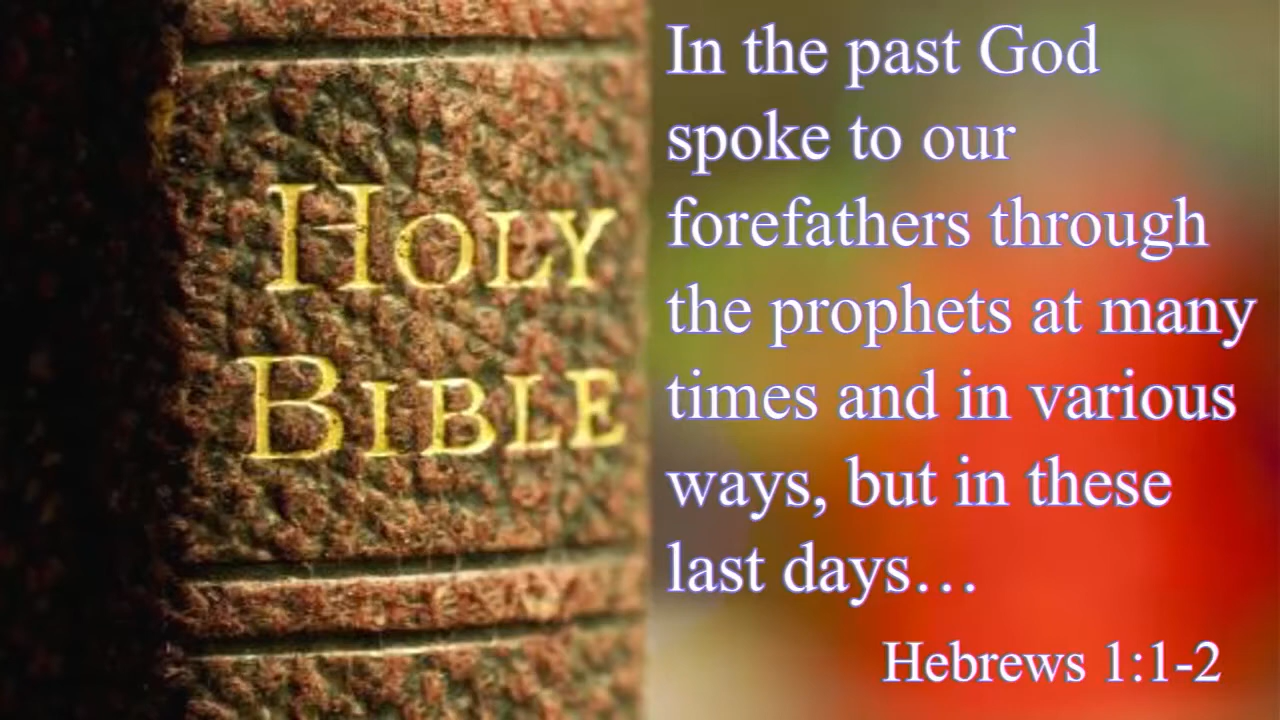 HOLY
BIBLE
In the past God
spoke to our
forefathers through
the prophets at many
times and in various
ways, but in these
last days…
Hebrews 1:1-2